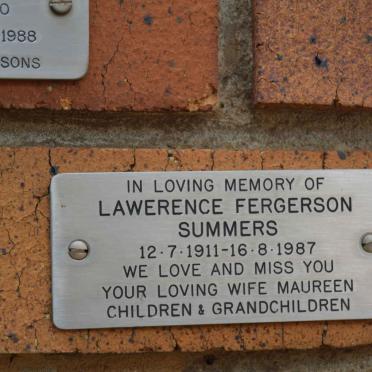 1988
SONS
IN LOVING MEMORY OF
LAWERENCE FERGERSON
SUMMERS
12·7·1911-16·8·1987
WE LOVE AND MISS YOU
YOUR LOVING WIFE MAUREEN
CHILDREN & GRANDCHILDREN